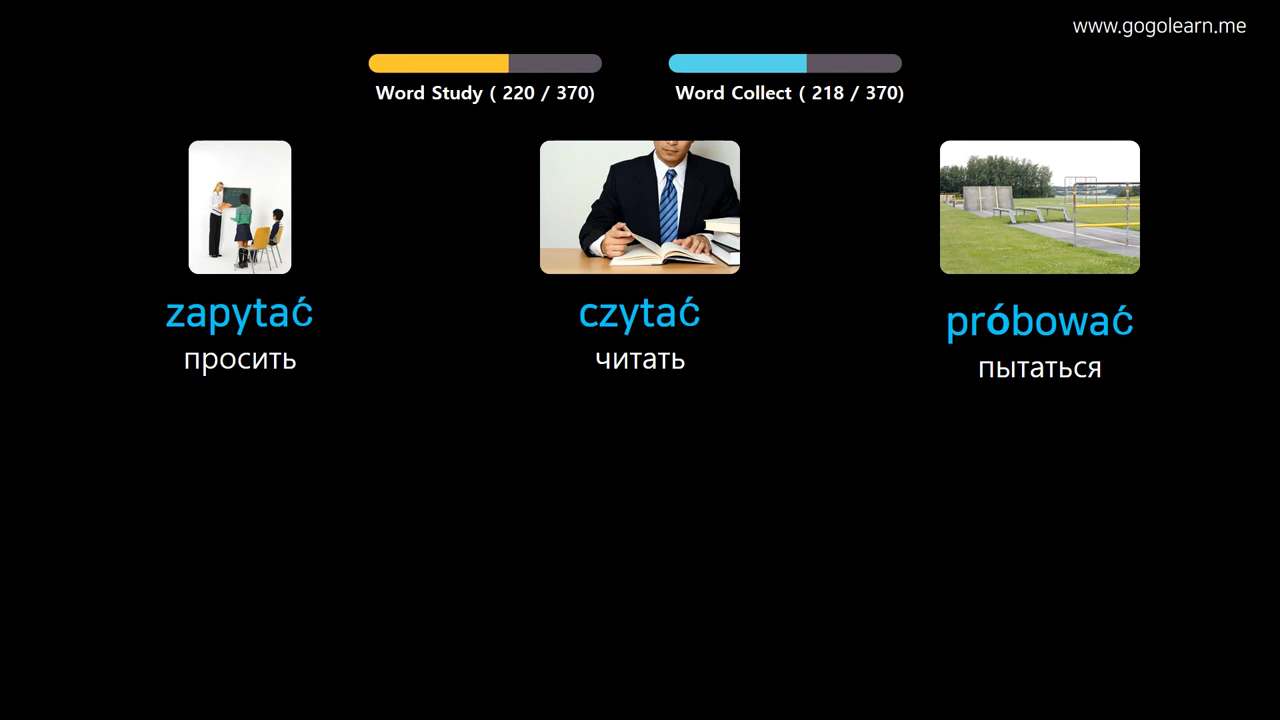 www.gogolearn.me
Word Study ( 220 / 370)
Word Collect ( 218 / 370)
zapytać
просить
czytać
читать
próbować
пытаться